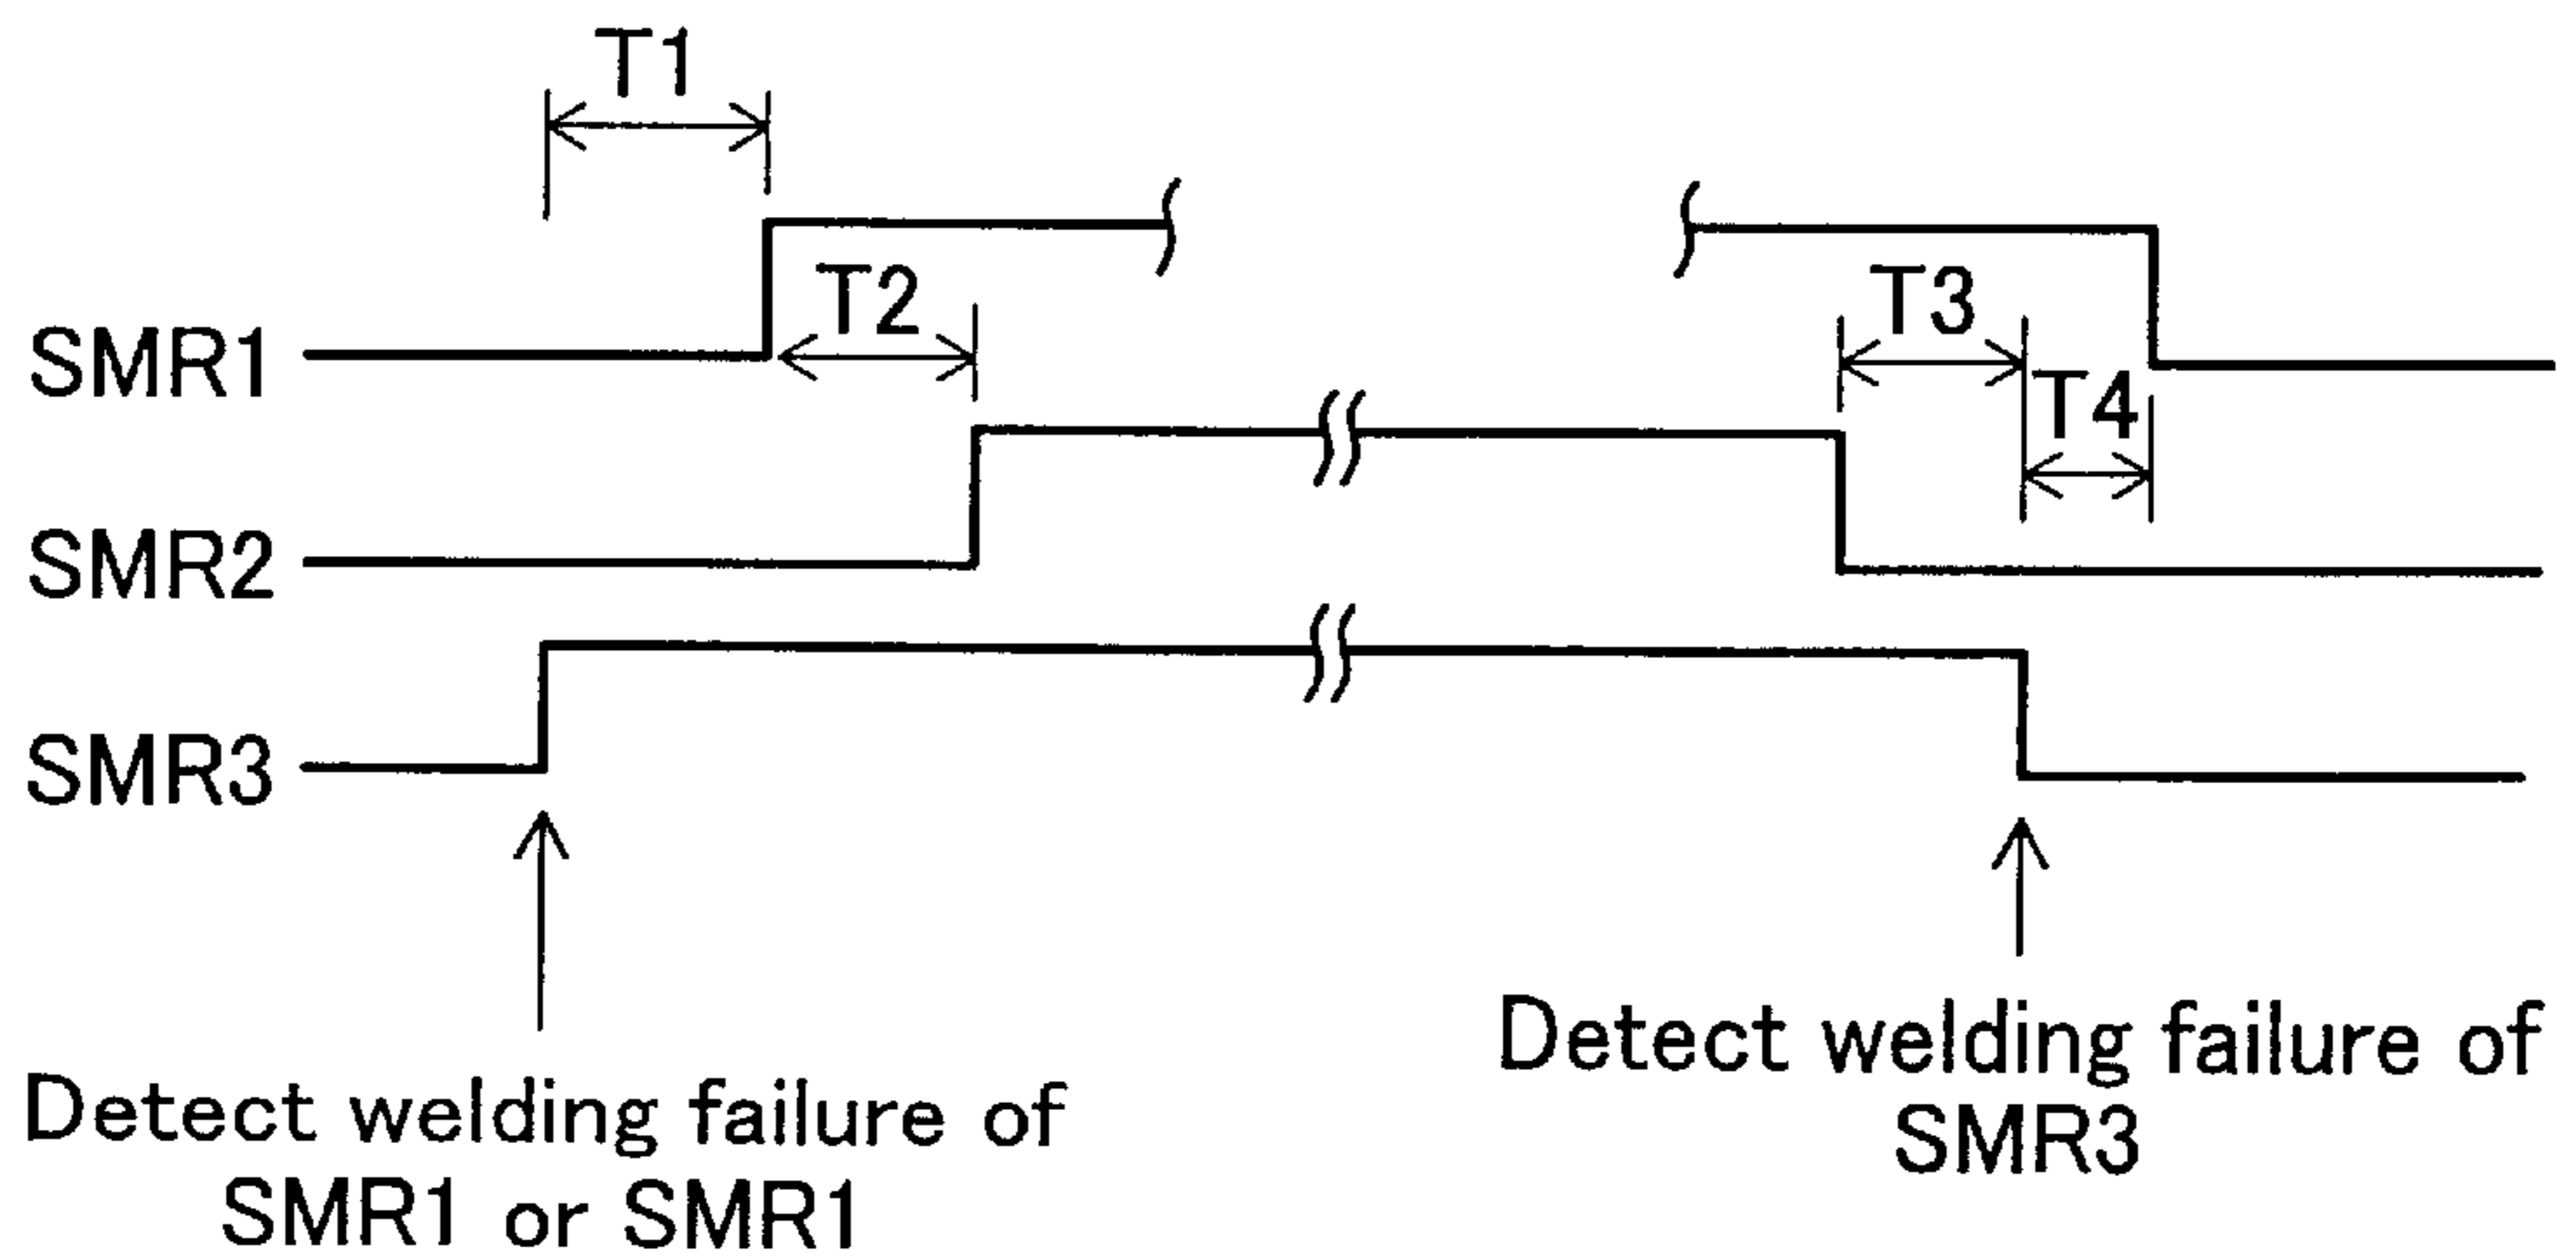 T1
T2
T3
SMR1
T4
SMR2
SMR3
Detect welding failure of
SMR1 or SMR1
Detect welding failure of
SMR3